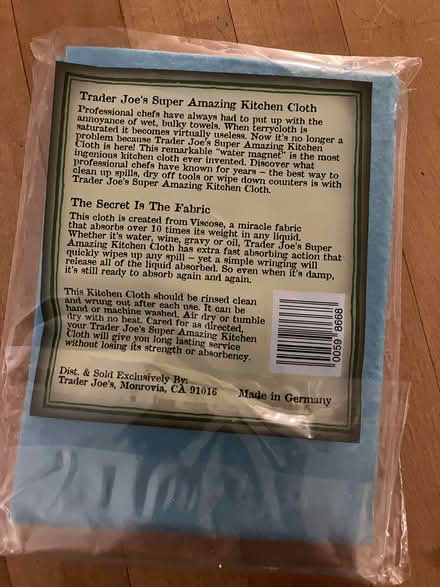 Trader Joe's Super Amazing Kitchen Cloth
Professional chefs have always had to put up with the
annoyance of wet, bulky towels. When terrycloth is
saturated it becomes virtually useless. Now it's no longer a
problem because Trader Joe's Super Amazing Kitchen
Cloth is here! This remarkable "water magnet" is the most
ingenious kitchen cloth ever invented. Discover what
professional chefs have known for years – the best way to
clean up spills, dry off tools or wipe down counters is with
Trader Joe's Super Amazing Kitchen Cloth.
The Secret Is The Fabric
This cloth is created from Viscose, a miracle fabric
that absorbs over 10 times its weight in any liquid.
Whether it's water, wine, gravy or oil, Trader Joe's Super
Amazing Kitchen Cloth has extra fast absorbing action that
quickly wipes up any spill – yet a simple wringing will
release all of the liquid absorbed. So even when it's damp,
it's still ready to absorb again and again.
This Kitchen Cloth should be rinsed clean
and wrung out after each use. It can be
hand or machine washed. Air dry or tumble
dry with no heat. Cared for as directed,
your Trader Joe's Super Amazing Kitchen
Cloth will give you long lasting service
without losing its strength or absorbency.
0059 8668
Dist. & Sold Exclusively By:
Trader Joe's, Monrovia, CA 91016
Made in Germany